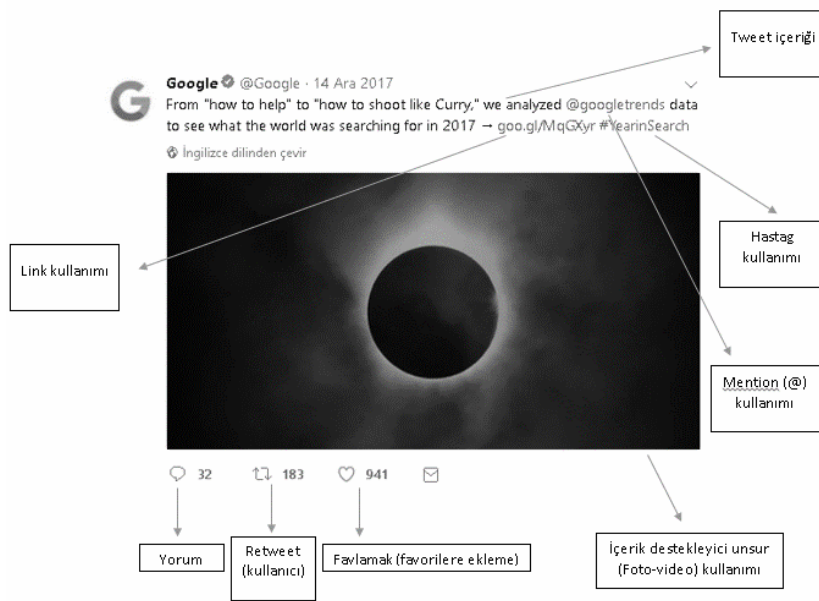 Tweet içeriği
Google @Google · 14 Ara 2017
From "how to help" to "how to shoot like Curry," we analyzed @googletrends data
to see what the world was searching for in 2017 → goo.gl/MqGXyr #YearinSearch
İngilizce dilinden çevir
Link kullanımı
Hastag
kullanımı
Mention (@)
kullanımı
32 183 941
Yorum
Retweet
(kullanıcı)
Favlamak (favorilere ekleme)
İçerik destekleyici unsur
(Foto-video) kullanımı